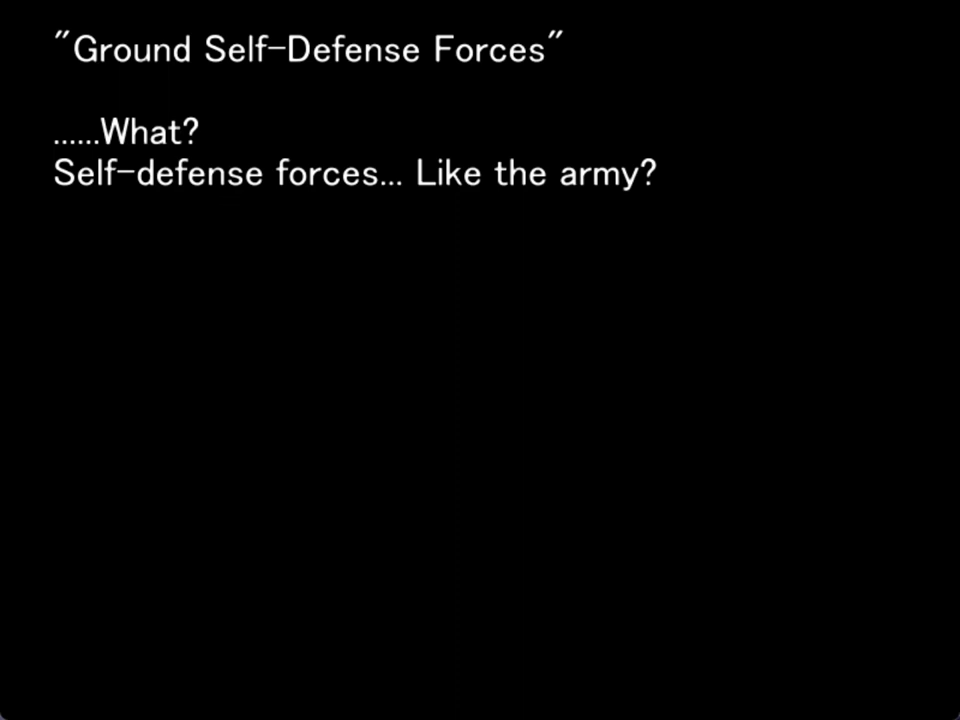 "Ground Self-Defense Forces"
......What?
Self-defense forces... Like the army?